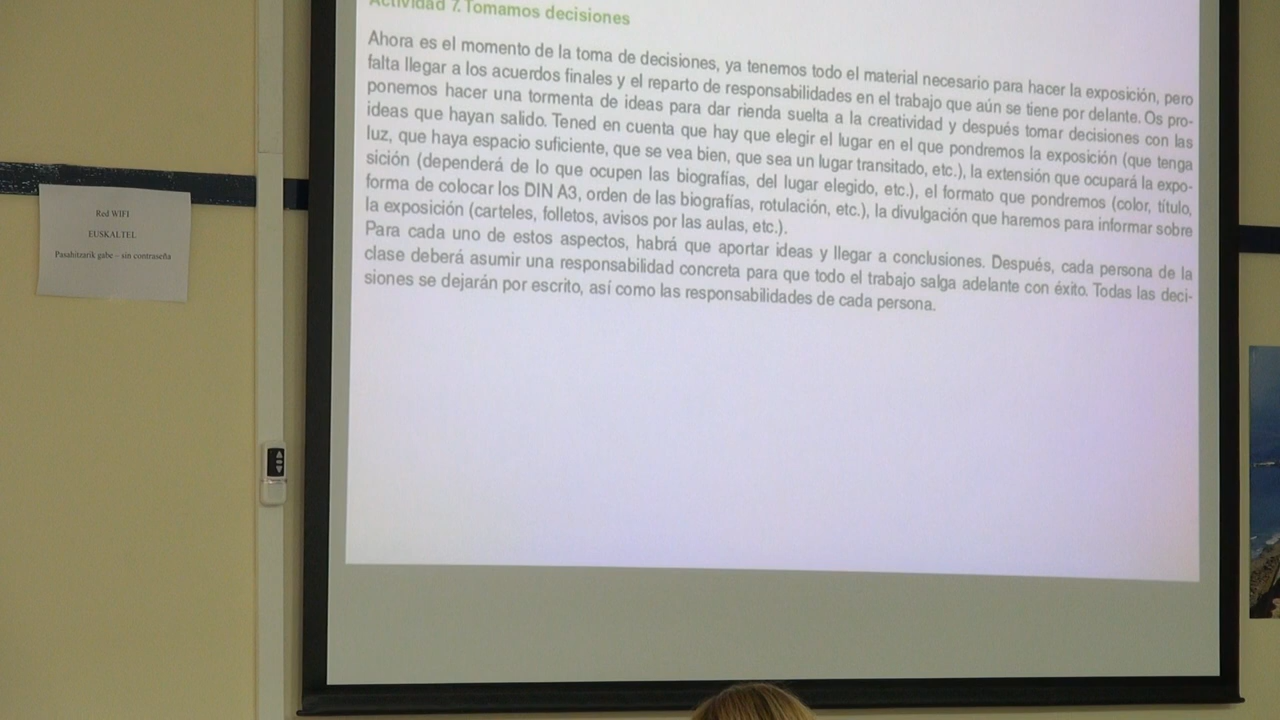 Actividad 7. Tomamos decisiones
Ahora es el momento de la toma de decisiones, ya tenemos todo el material necesario para hacer la exposición, pero
falta llegar a los acuerdos finales y el reparto de responsabilidades en el trabajo que aún se tiene por delante. Os pro-
ponemos hacer una tormenta de ideas para dar rienda suelta a la creatividad y después tomar decisiones con las
ideas que hayan salido. Tened en cuenta que hay que elegir el lugar en el que pondremos la exposición (que tenga
luz, que haya espacio suficiente, que se vea bien, que sea un lugar transitado, etc.), la extensión que ocupará la expo-
sición (dependerá de lo que ocupen las biografías, del lugar elegido, etc.), el formato que pondremos (color, título,
forma de colocar los DIN A3, orden de las biografías, rotulación, etc.), la divulgación que haremos para informar sobre
la exposición (carteles, folletos, avisos por las aulas, etc.).
Para cada uno de estos aspectos, habrá que aportar ideas y llegar a conclusiones. Después, cada persona de la
clase deberá asumir una responsabilidad concreta para que todo el trabajo salga adelante con éxito. Todas las deci-
siones se dejarán por escrito, así como las responsabilidades de cada persona.
Red WIFI
EUSKALTEL
Pasahitzarik gabe - sin contraseña